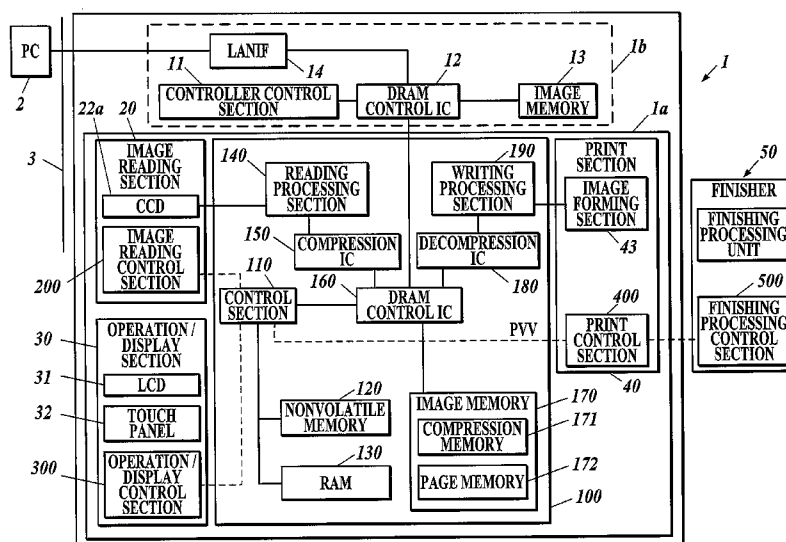 PC
2
3
LANIF
14
11
CONTROLLER CONTROL
SECTION
12
DRAM
CONTROL IC
13
IMAGE
MEMORY
1b
1
1a
22a
20
IMAGE
READING
SECTION
CCD
IMAGE
READING
CONTROL
SECTION
200
140
READING
PROCESSING
SECTION
150
COMPRESSION
IC
190
WRITING
PROCESSING
SECTION
DECOMPRESSION
IC
180
110
CONTROL
SECTION
160
DRAM
CONTROL IC
PRINT
SECTION
IMAGE
FORMING
SECTION
43
400
PRINT
CONTROL
SECTION
40
PVV
50
FINISHER
FINISHING
PROCESSING
UNIT
500
FINISHING
PROCESSING
CONTROL
SECTION
30
OPERATION /
DISPLAY
SECTION
31
LCD
32
TOUCH
PANEL
300
OPERATION /
DISPLAY
CONTROL
SECTION
120
NONVOLATILE
MEMORY
130
RAM
IMAGE MEMORY
170
COMPRESSION
MEMORY
171
PAGE MEMORY
172
100